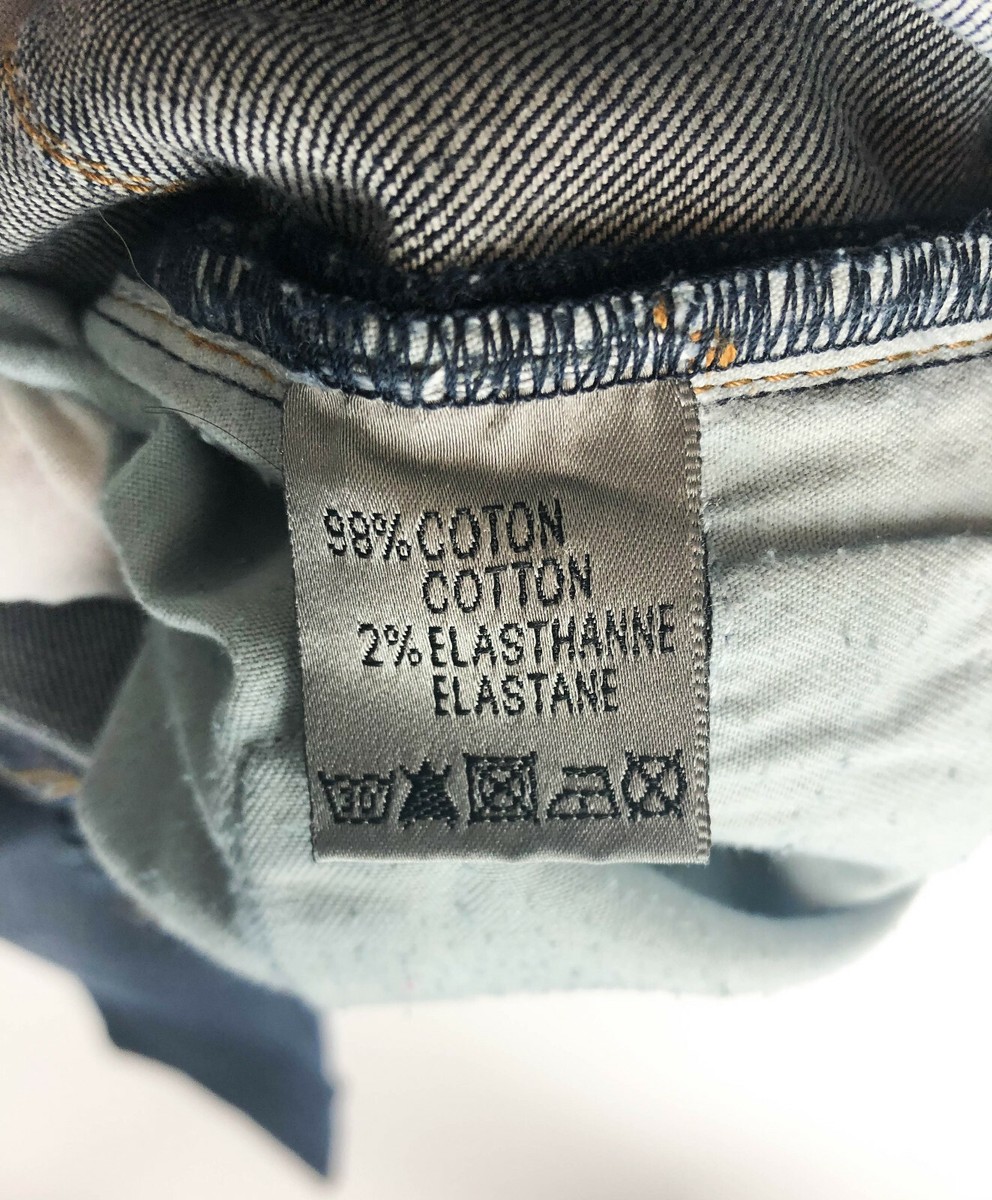 98% COTON
COTTON
2% ELASTHANNE
ELASTANE
30